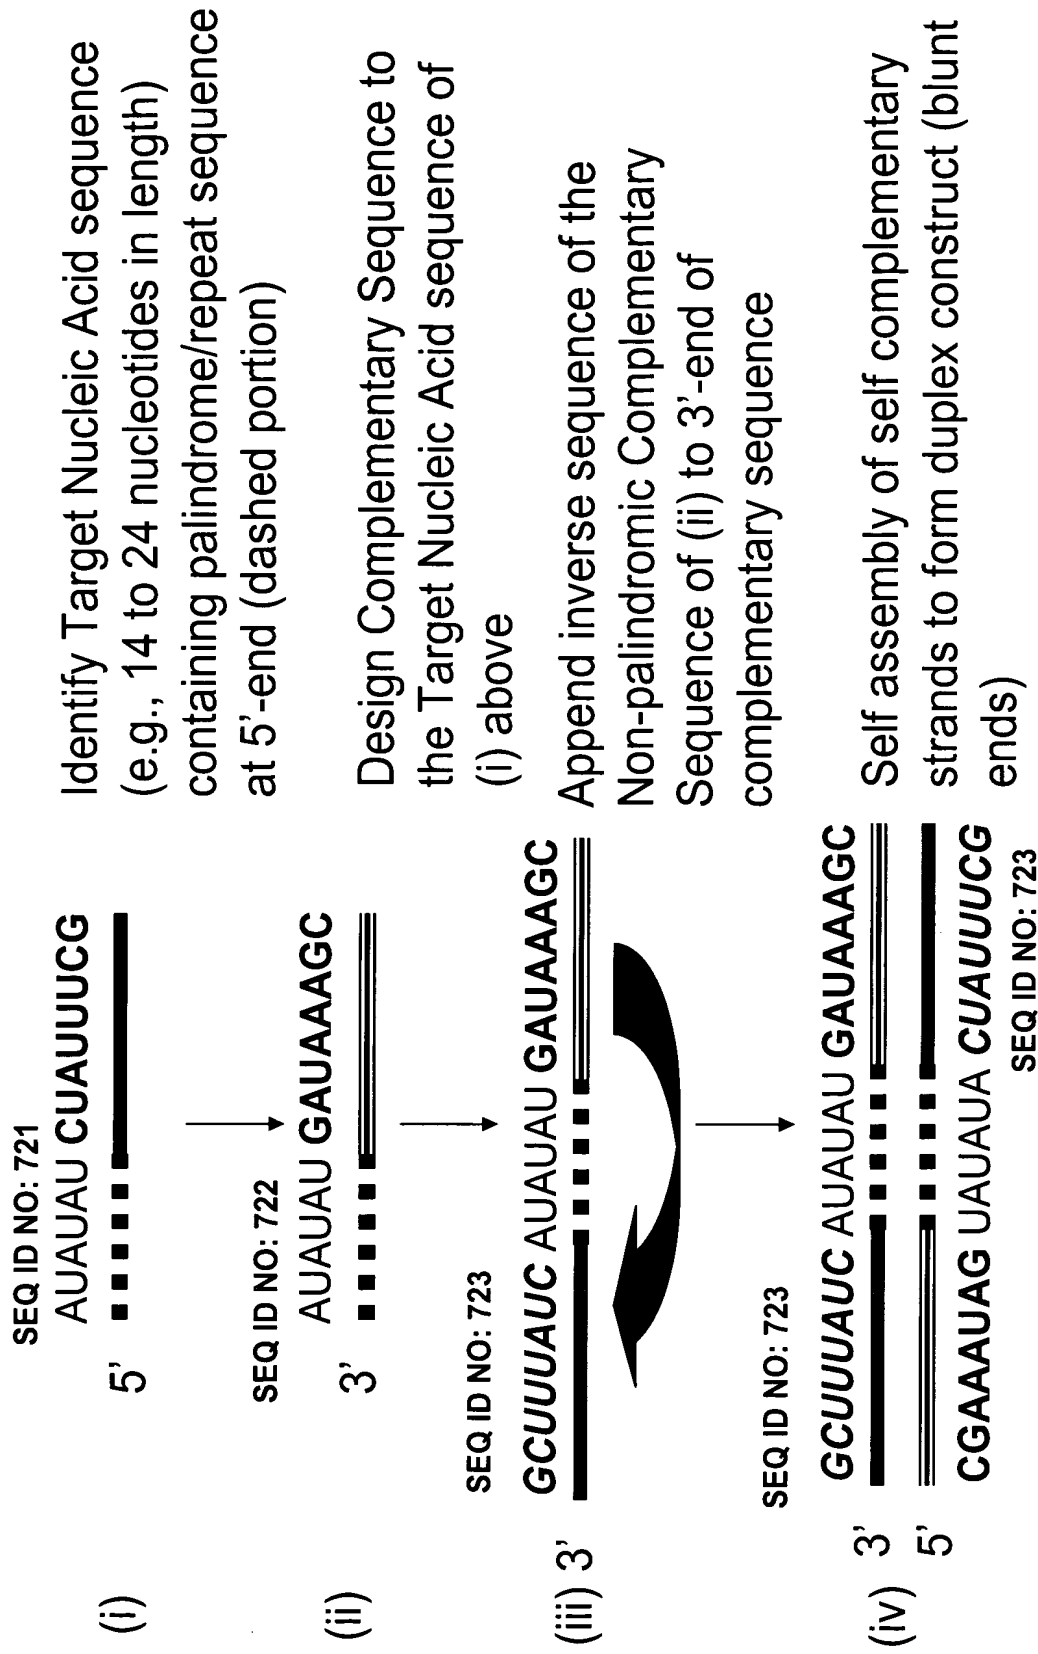 SEQ ID NO: 721
AUAUAU CUAUUUCG
(i)
5'
Identify Target Nucleic Acid sequence
(e.g., 14 to 24 nucleotides in length)
containing palindrome/repeat sequence
at 5'-end (dashed portion)
SEQ ID NO: 722
AUAUAU GAUAAAGC
(ii)
3'
Design Complementary Sequence to
the Target Nucleic Acid sequence of
(i) above
SEQ ID NO: 723
GCUUUAUC AUAUAU GAUAAAGC
(iii) 3'
Append inverse sequence of the
Non-palindromic Complementary
Sequence of (ii) to 3'-end of
complementary sequence
SEQ ID NO: 723
GCUUUAUC AUAUAU GAUAAAGC
(iv)
3'
5'
CGAAAUAG UAUAUA CUAUUUCG
SEQ ID NO: 723
Self assembly of self complementary
strands to form duplex construct (blunt
ends)